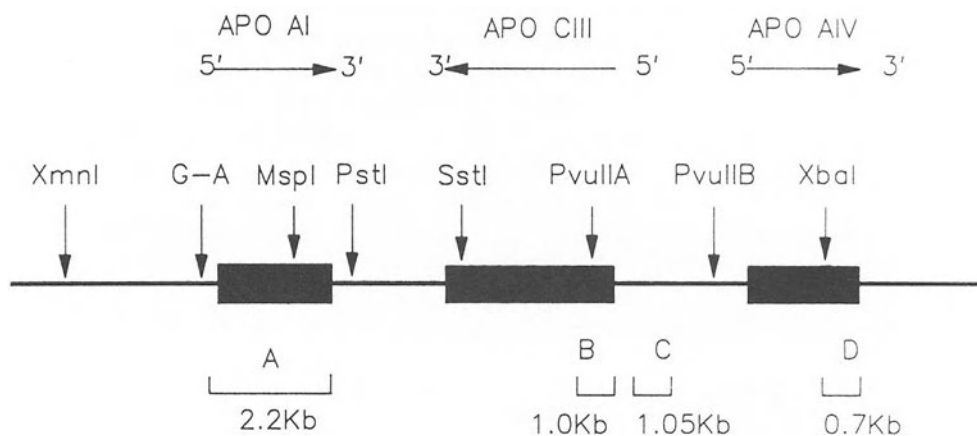 APO AI APO CIII APO AIV
5' 3' 3' 5' 5' 3'
XmnI G-A MspI PstI SstI PvuIIA PvuIIB XbaI
A B C D
2.2Kb 1.0Kb 1.05Kb 0.7Kb